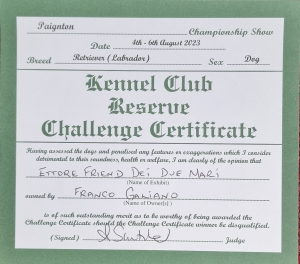 Paignton Championship Show
Date 4th - 6th August 2023
Breed Retriever ( Labrador ) Sex Dog
Kennel Club
Reserve
Challenge Certificate
Having assessed the dogs and penalised any features or exaggerations which I consider
detrimental to their soundness, health or welfare, I am clearly of the opinion that
ETTORE FRIEND DEI DUE MARI
(Name of Exhibit)
owned by FRANCO GALIANO
(Name of Owner(s))
is of such outstanding merit as to be worthy of being awarded the
Challenge Certificate should the Challenge Certificate winner be disqualified.
(Signed) Judge